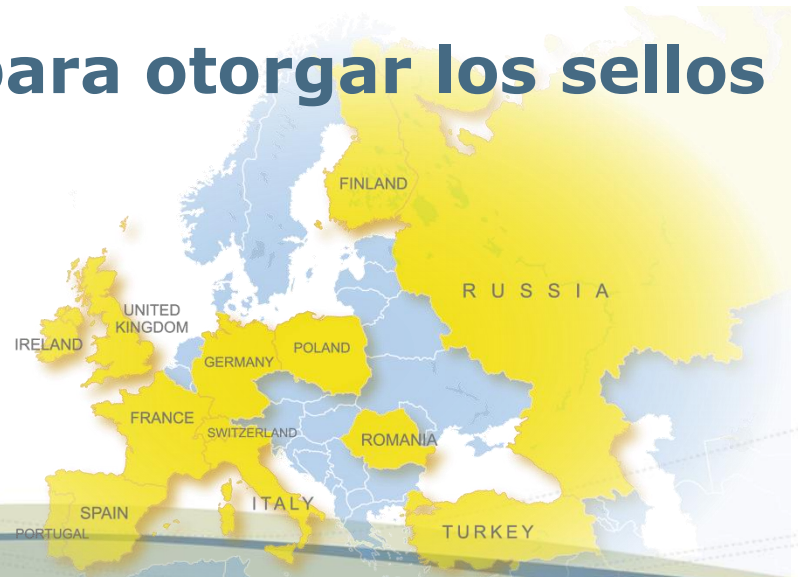 para otorgar los sellos
FINLAND
RUSSIA
UNITED
KINGDOM
IRELAND
GERMANY
POLAND
FRANCE
SWITZERLAND
ROMANIA
ITALY
SPAIN
PORTUGAL
TURKEY